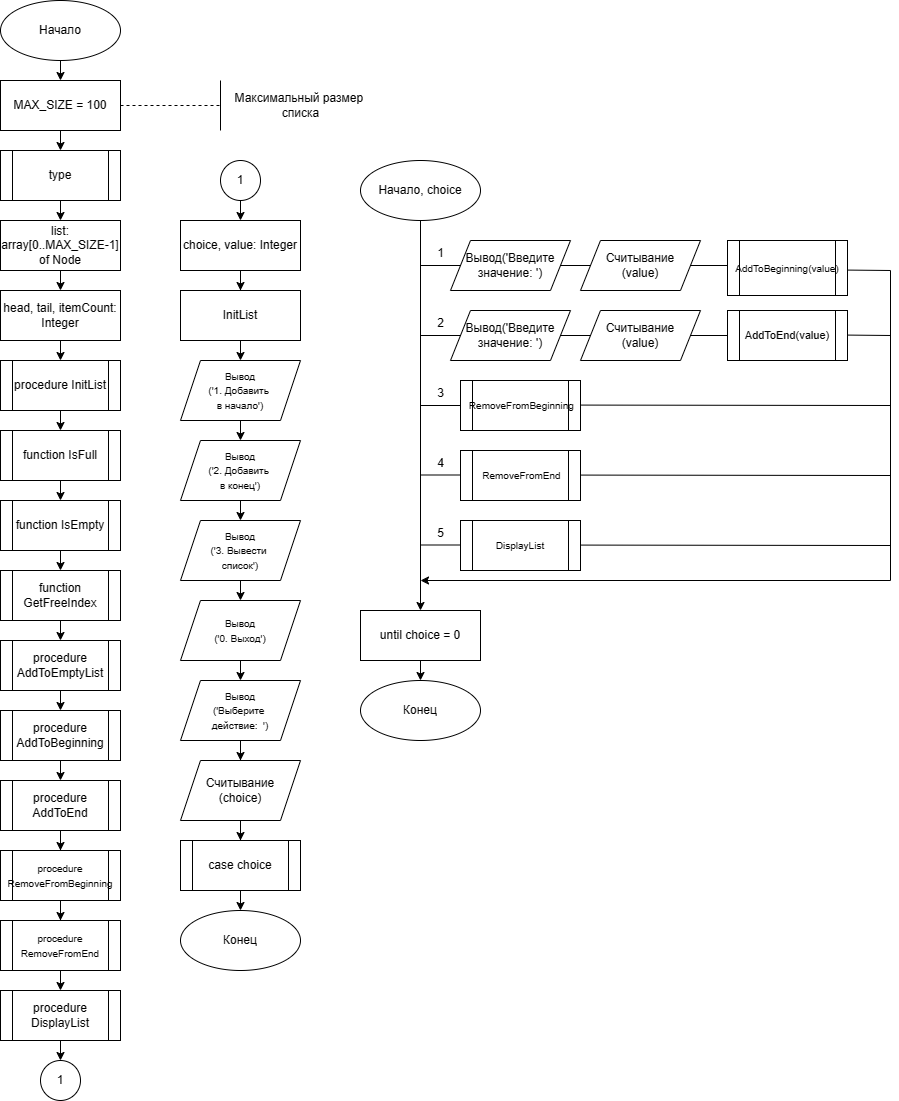 Начало
MAX_SIZE = 100
Максимальный размер
списка
type
list:
array[0..MAX_SIZE-1]
of Node
head, tail, itemCount:
Integer
procedure InitList
function IsFull
function IsEmpty
function
GetFreeIndex
procedure
AddToEmptyList
procedure
AddToBeginning
procedure
AddToEnd
procedure
RemoveFromBeginning
procedure
RemoveFromEnd
procedure
DisplayList
1
1
choice, value: Integer
InitList
Вывод
('1. Добавить
в начало')
Вывод
('2. Добавить
в конец')
Вывод
('3. Вывести
список')
Вывод
('0. Выход')
Вывод
('Выберите
действие:  ')
Считывание
(choice)
case choice
Конец
Начало, choice
1
Вывод('Введите
значение: ')
Считывание
(value)
AddToBeginning(value)
2
Вывод('Введите
значение: ')
Считывание
(value)
AddToEnd(value)
3
RemoveFromBeginning
4
RemoveFromEnd
5
DisplayList
until choice = 0
Конец